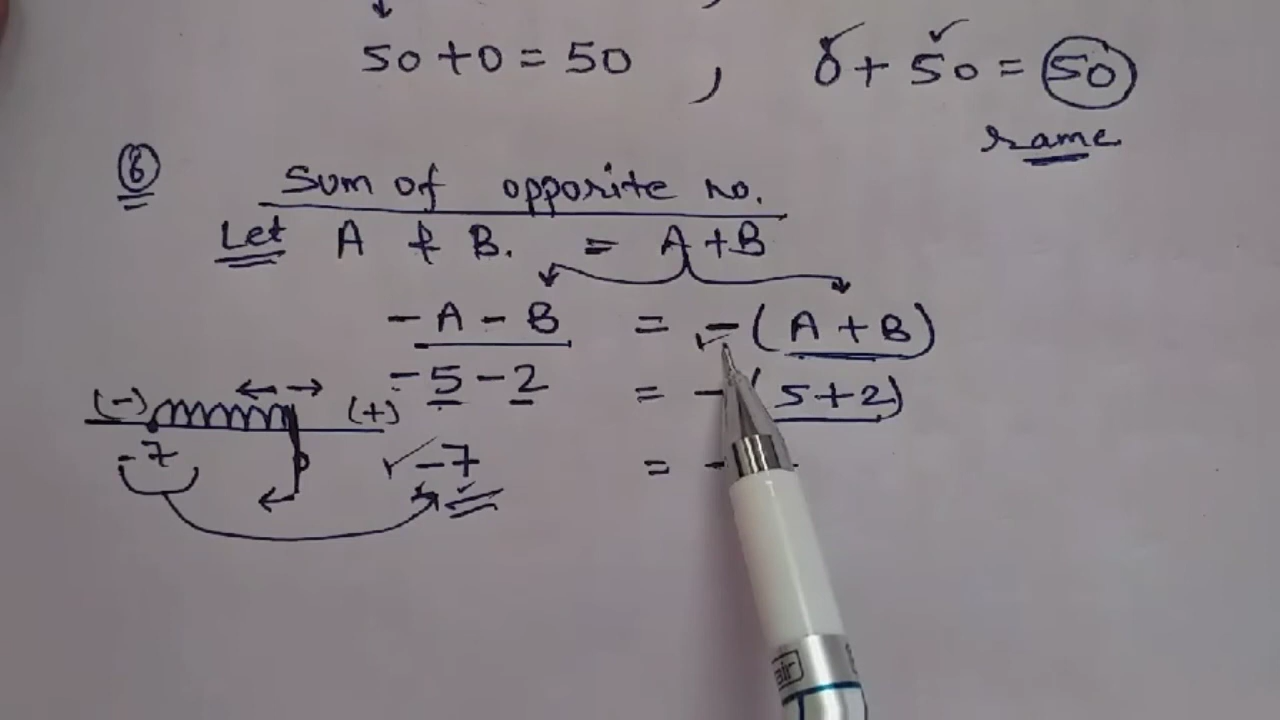 50 + 0 = 50 , 0 + 50 = 50
same
6
Sum of opposite no.
Let A & B. = A + B
- A - B = - ( A + B )
- 5 - 2 = - ( 5 + 2 )
(-) (+)
-7 -7 = -